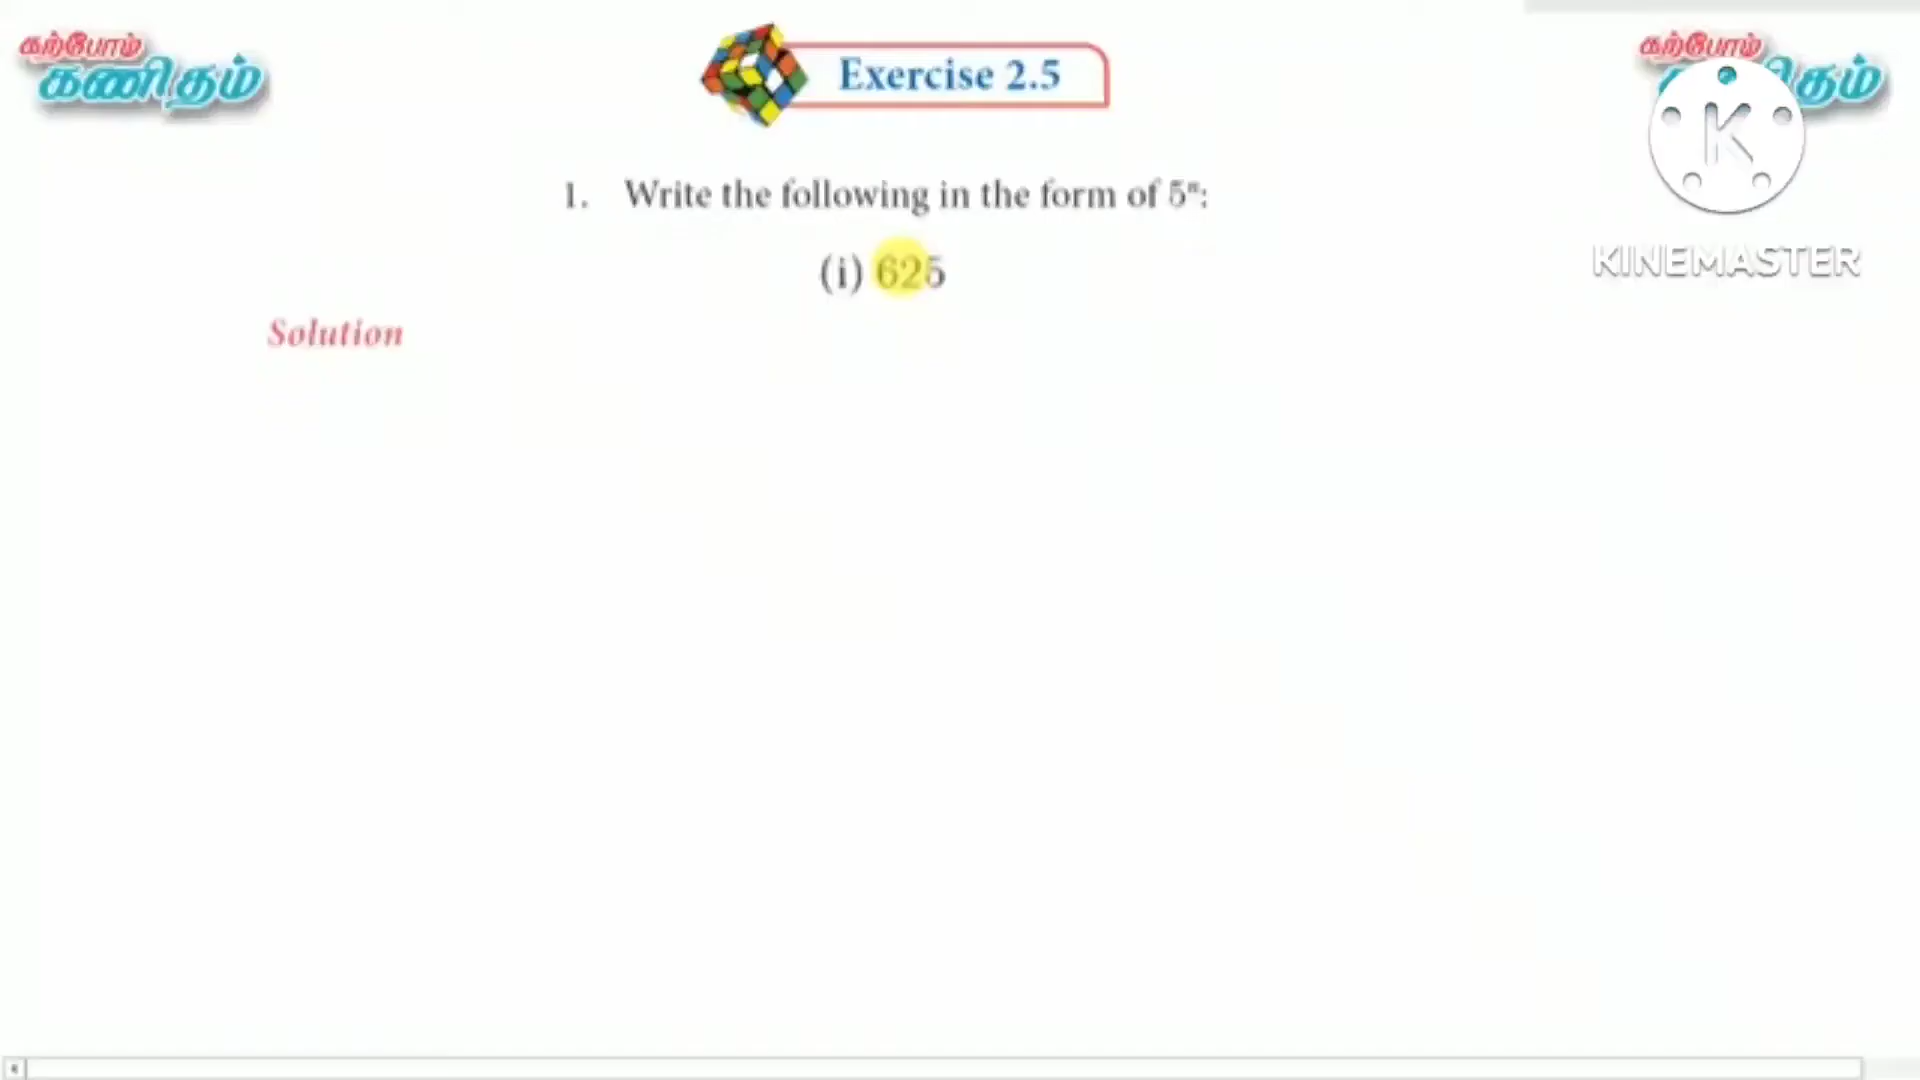 கற்போம்
கணிதம்
Exercise 2.5
கற்போம்
K
KINEMASTER
1. Write the following in the form of 5ⁿ:
(i) 625
Solution